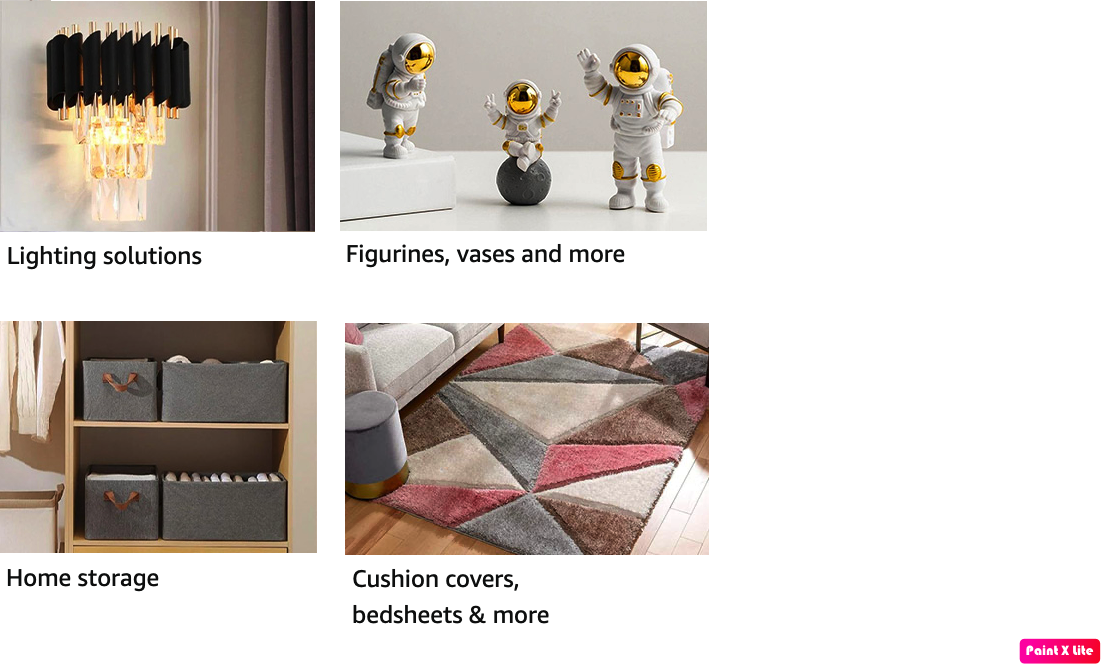 Lighting solutions
Figurines, vases and more
Home storage
Cushion covers,
bedsheets & more
Paint X Lite